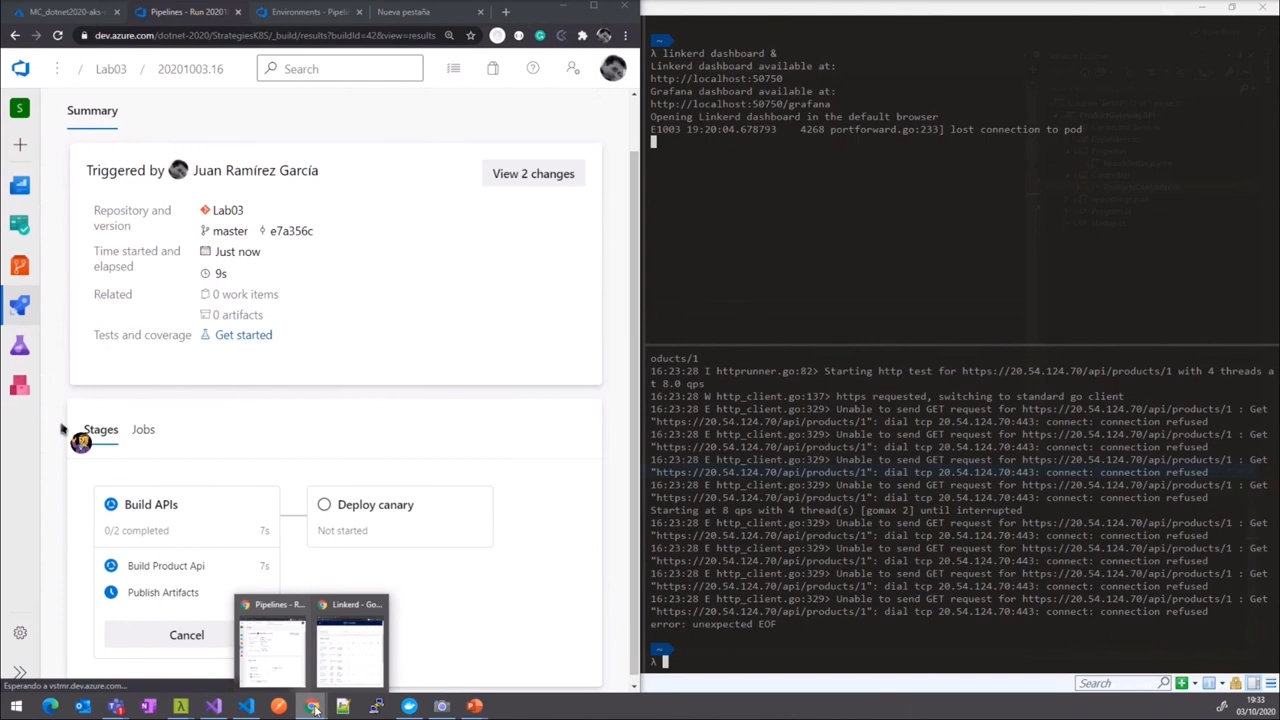 MC_dotnet2020-aks-
Pipelines - Run 2020
Environments - Pipeline
Nueva pestaña
dev.azure.com/dotnet-2020/StrategiesK8S/_build/results?buildId=42&view=results
Lab03
20201003.16
Search
S
Summary
Triggered by Juan Ramírez García
View 2 changes
Repository and version
Lab03
master e7a356c
Time started and elapsed
Just now
9s
Related
0 work items
0 artifacts
Tests and coverage
Get started
Stages
Jobs
Build APIs
0/2 completed
7s
Build Product Api
7s
Publish Artifacts
Cancel
Deploy canary
Not started
Pipelines - R...
Linkerd - Go...
Esperando a vstmr.dev.azure.com...
~
λ linkerd dashboard &
Linkerd dashboard available at:
http://localhost:50750
Grafana dashboard available at:
http://localhost:50750/grafana
Opening Linkerd dashboard in the default browser
E1003 19:20:04.678793 4268 portforward.go:233] lost connection to pod
oducts/1
16:23:28 I httprunner.go:82> Starting http test for https://20.54.124.70/api/products/1 with 4 threads a
t 8.0 qps
16:23:28 W http_client.go:137> https requested, switching to standard go client
16:23:28 E http_client.go:329> Unable to send GET request for https://20.54.124.70/api/products/1 : Get
"https://20.54.124.70/api/products/1": dial tcp 20.54.124.70:443: connect: connection refused
16:23:28 E http_client.go:329> Unable to send GET request for https://20.54.124.70/api/products/1 : Get
"https://20.54.124.70/api/products/1": dial tcp 20.54.124.70:443: connect: connection refused
16:23:28 E http_client.go:329> Unable to send GET request for https://20.54.124.70/api/products/1 : Get
"https://20.54.124.70/api/products/1": dial tcp 20.54.124.70:443: connect: connection refused
16:23:28 E http_client.go:329> Unable to send GET request for https://20.54.124.70/api/products/1 : Get
"https://20.54.124.70/api/products/1": dial tcp 20.54.124.70:443: connect: connection refused
Starting at 8 qps with 4 thread(s) [gomax 2] until interrupted
16:23:28 E http_client.go:329> Unable to send GET request for https://20.54.124.70/api/products/1 : Get
"https://20.54.124.70/api/products/1": dial tcp 20.54.124.70:443: connect: connection refused
16:23:28 E http_client.go:329> Unable to send GET request for https://20.54.124.70/api/products/1 : Get
"https://20.54.124.70/api/products/1": dial tcp 20.54.124.70:443: connect: connection refused
16:23:28 E http_client.go:329> Unable to send GET request for https://20.54.124.70/api/products/1 : Get
"https://20.54.124.70/api/products/1": dial tcp 20.54.124.70:443: connect: connection refused
16:23:28 E http_client.go:329> Unable to send GET request for https://20.54.124.70/api/products/1 : Get
"https://20.54.124.70/api/products/1": dial tcp 20.54.124.70:443: connect: connection refused
error: unexpected EOF
~
λ
Search
19:33
03/10/2020